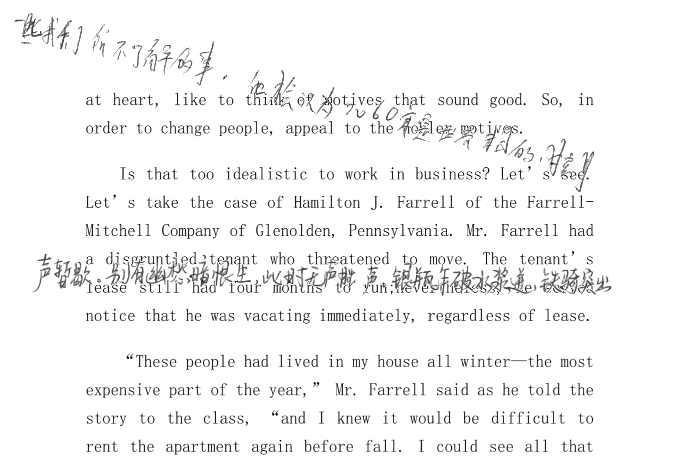 些我们所不了解的事，
at heart, like to think of motives that sound good. So, in
order to change people, appeal to the nobler motives.
Is that too idealistic to work in business? Let’s see.
Let’s take the case of Hamilton J. Farrell of the Farrell-
Mitchell Company of Glenolden, Pennsylvania. Mr. Farrell had
a disgruntled tenant who threatened to move. The tenant’s
声暂歇。别有幽愁暗恨生，此时无声胜声。银瓶乍破水浆迸，铁骑突出
lease still had four months to run; nevertheless, he served
notice that he was vacating immediately, regardless of lease.
“These people had lived in my house all winter—the most
expensive part of the year,” Mr. Farrell said as he told the
story to the class, “and I knew it would be difficult to
rent the apartment again before fall. I could see all that